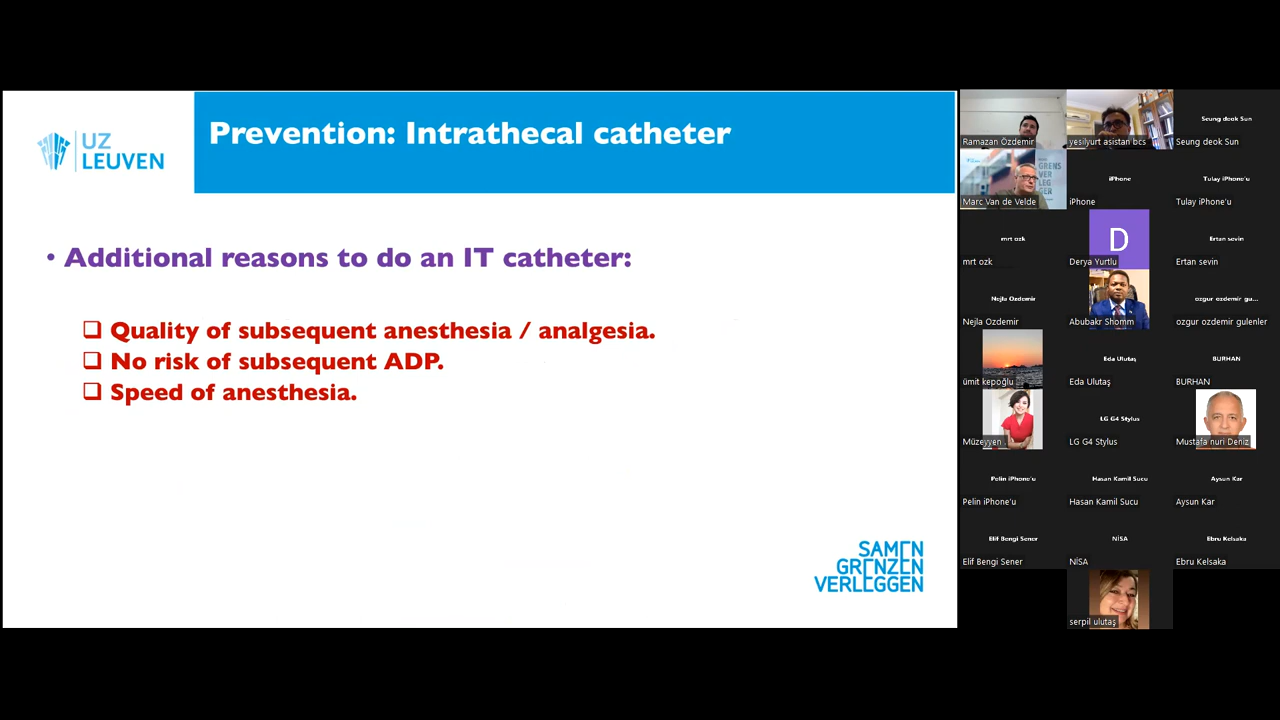 UZ
LEUVEN
Prevention: Intrathecal catheter
• Additional reasons to do an IT catheter:
❑ Quality of subsequent anesthesia / analgesia.
❑ No risk of subsequent ADP.
❑ Speed of anesthesia.
SAMEN
GRENZEN
VERLEGGEN
Ramazan Özdemir
yesilyurt asistan bcs
Seung deok Sun
Seung deok Sun
GRENS
VER
LEG
GER
Marc Van de Velde
iPhone
iPhone
Tulay iPhone'u
Tulay iPhone'u
mrt ozk
mrt ozk
D
Derya Yurtlu
Ertan sevin
Ertan sevin
Nejla Ozdemir
Nejla Ozdemir
Abubakr Shomm
ozgur ozdemir gu...
ozgur ozdemir gulenler
ümit kepoğlu
Eda Ulutaş
Eda Ulutaş
BURHAN
BURHAN
Müzeyyen
LG G4 Stylus
LG G4 Stylus
Mustafa nuri Deniz
Pelin iPhone'u
Pelin iPhone'u
Hasan Kamil Sucu
Hasan Kamil Sucu
Aysun Kar
Aysun Kar
Elif Bengi Sener
Elif Bengi Sener
NİSA
NİSA
Ebru Kelsaka
Ebru Kelsaka
serpil ulutaş